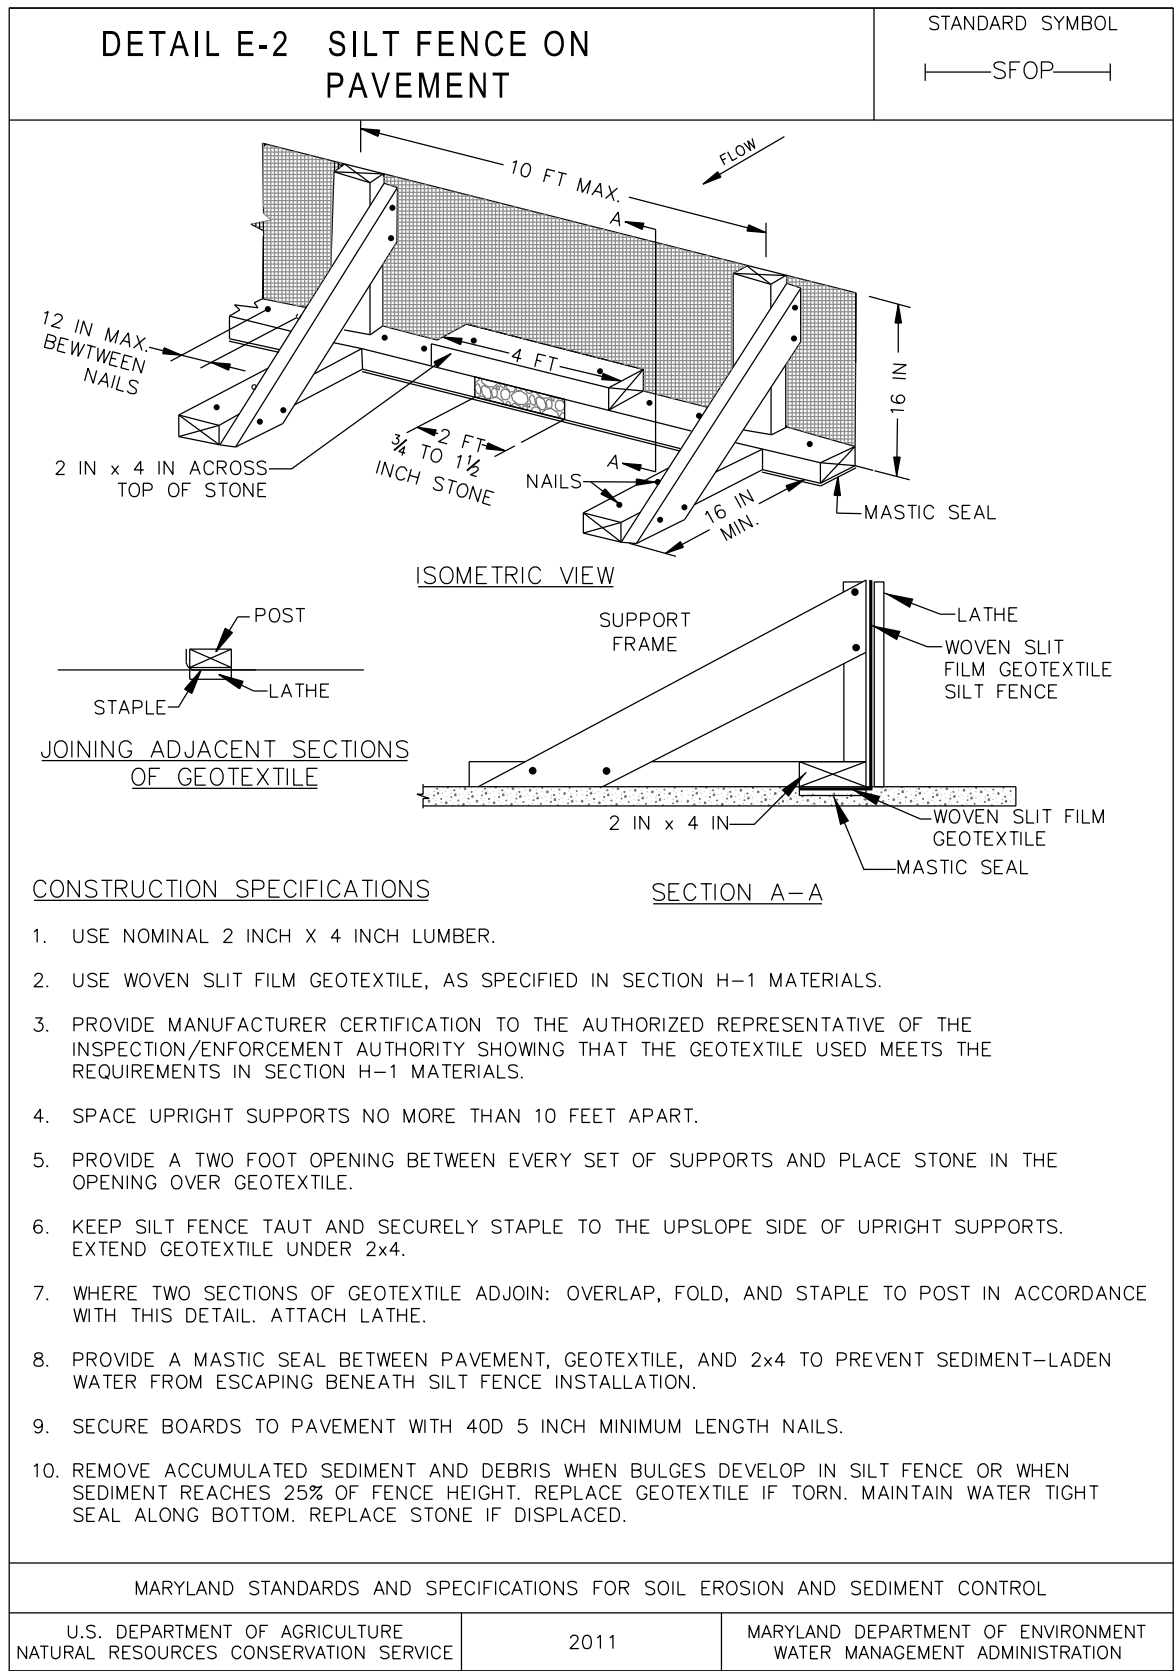 DETAIL E-2 SILT FENCE ON
PAVEMENT
STANDARD SYMBOL
SFOP
FLOW
10 FT MAX.
A
12 IN MAX.
BEWTWEEN
NAILS
4 FT
16 IN
2 FT
¾ TO 1½
INCH STONE
A
NAILS
2 IN x 4 IN ACROSS
TOP OF STONE
16 IN
MIN.
MASTIC SEAL
ISOMETRIC VIEW
POST
LATHE
STAPLE
JOINING ADJACENT SECTIONS
OF GEOTEXTILE
SUPPORT
FRAME
LATHE
WOVEN SLIT
FILM GEOTEXTILE
SILT FENCE
2 IN x 4 IN
WOVEN SLIT FILM
GEOTEXTILE
MASTIC SEAL
SECTION A-A
CONSTRUCTION SPECIFICATIONS
1. USE NOMINAL 2 INCH X 4 INCH LUMBER.
2. USE WOVEN SLIT FILM GEOTEXTILE, AS SPECIFIED IN SECTION H-1 MATERIALS.
3. PROVIDE MANUFACTURER CERTIFICATION TO THE AUTHORIZED REPRESENTATIVE OF THE
INSPECTION/ENFORCEMENT AUTHORITY SHOWING THAT THE GEOTEXTILE USED MEETS THE
REQUIREMENTS IN SECTION H-1 MATERIALS.
4. SPACE UPRIGHT SUPPORTS NO MORE THAN 10 FEET APART.
5. PROVIDE A TWO FOOT OPENING BETWEEN EVERY SET OF SUPPORTS AND PLACE STONE IN THE
OPENING OVER GEOTEXTILE.
6. KEEP SILT FENCE TAUT AND SECURELY STAPLE TO THE UPSLOPE SIDE OF UPRIGHT SUPPORTS.
EXTEND GEOTEXTILE UNDER 2x4.
7. WHERE TWO SECTIONS OF GEOTEXTILE ADJOIN: OVERLAP, FOLD, AND STAPLE TO POST IN ACCORDANCE
WITH THIS DETAIL. ATTACH LATHE.
8. PROVIDE A MASTIC SEAL BETWEEN PAVEMENT, GEOTEXTILE, AND 2x4 TO PREVENT SEDIMENT-LADEN
WATER FROM ESCAPING BENEATH SILT FENCE INSTALLATION.
9. SECURE BOARDS TO PAVEMENT WITH 40D 5 INCH MINIMUM LENGTH NAILS.
10. REMOVE ACCUMULATED SEDIMENT AND DEBRIS WHEN BULGES DEVELOP IN SILT FENCE OR WHEN
SEDIMENT REACHES 25% OF FENCE HEIGHT. REPLACE GEOTEXTILE IF TORN. MAINTAIN WATER TIGHT
SEAL ALONG BOTTOM. REPLACE STONE IF DISPLACED.
MARYLAND STANDARDS AND SPECIFICATIONS FOR SOIL EROSION AND SEDIMENT CONTROL
U.S. DEPARTMENT OF AGRICULTURE
NATURAL RESOURCES CONSERVATION SERVICE
2011
MARYLAND DEPARTMENT OF ENVIRONMENT
WATER MANAGEMENT ADMINISTRATION